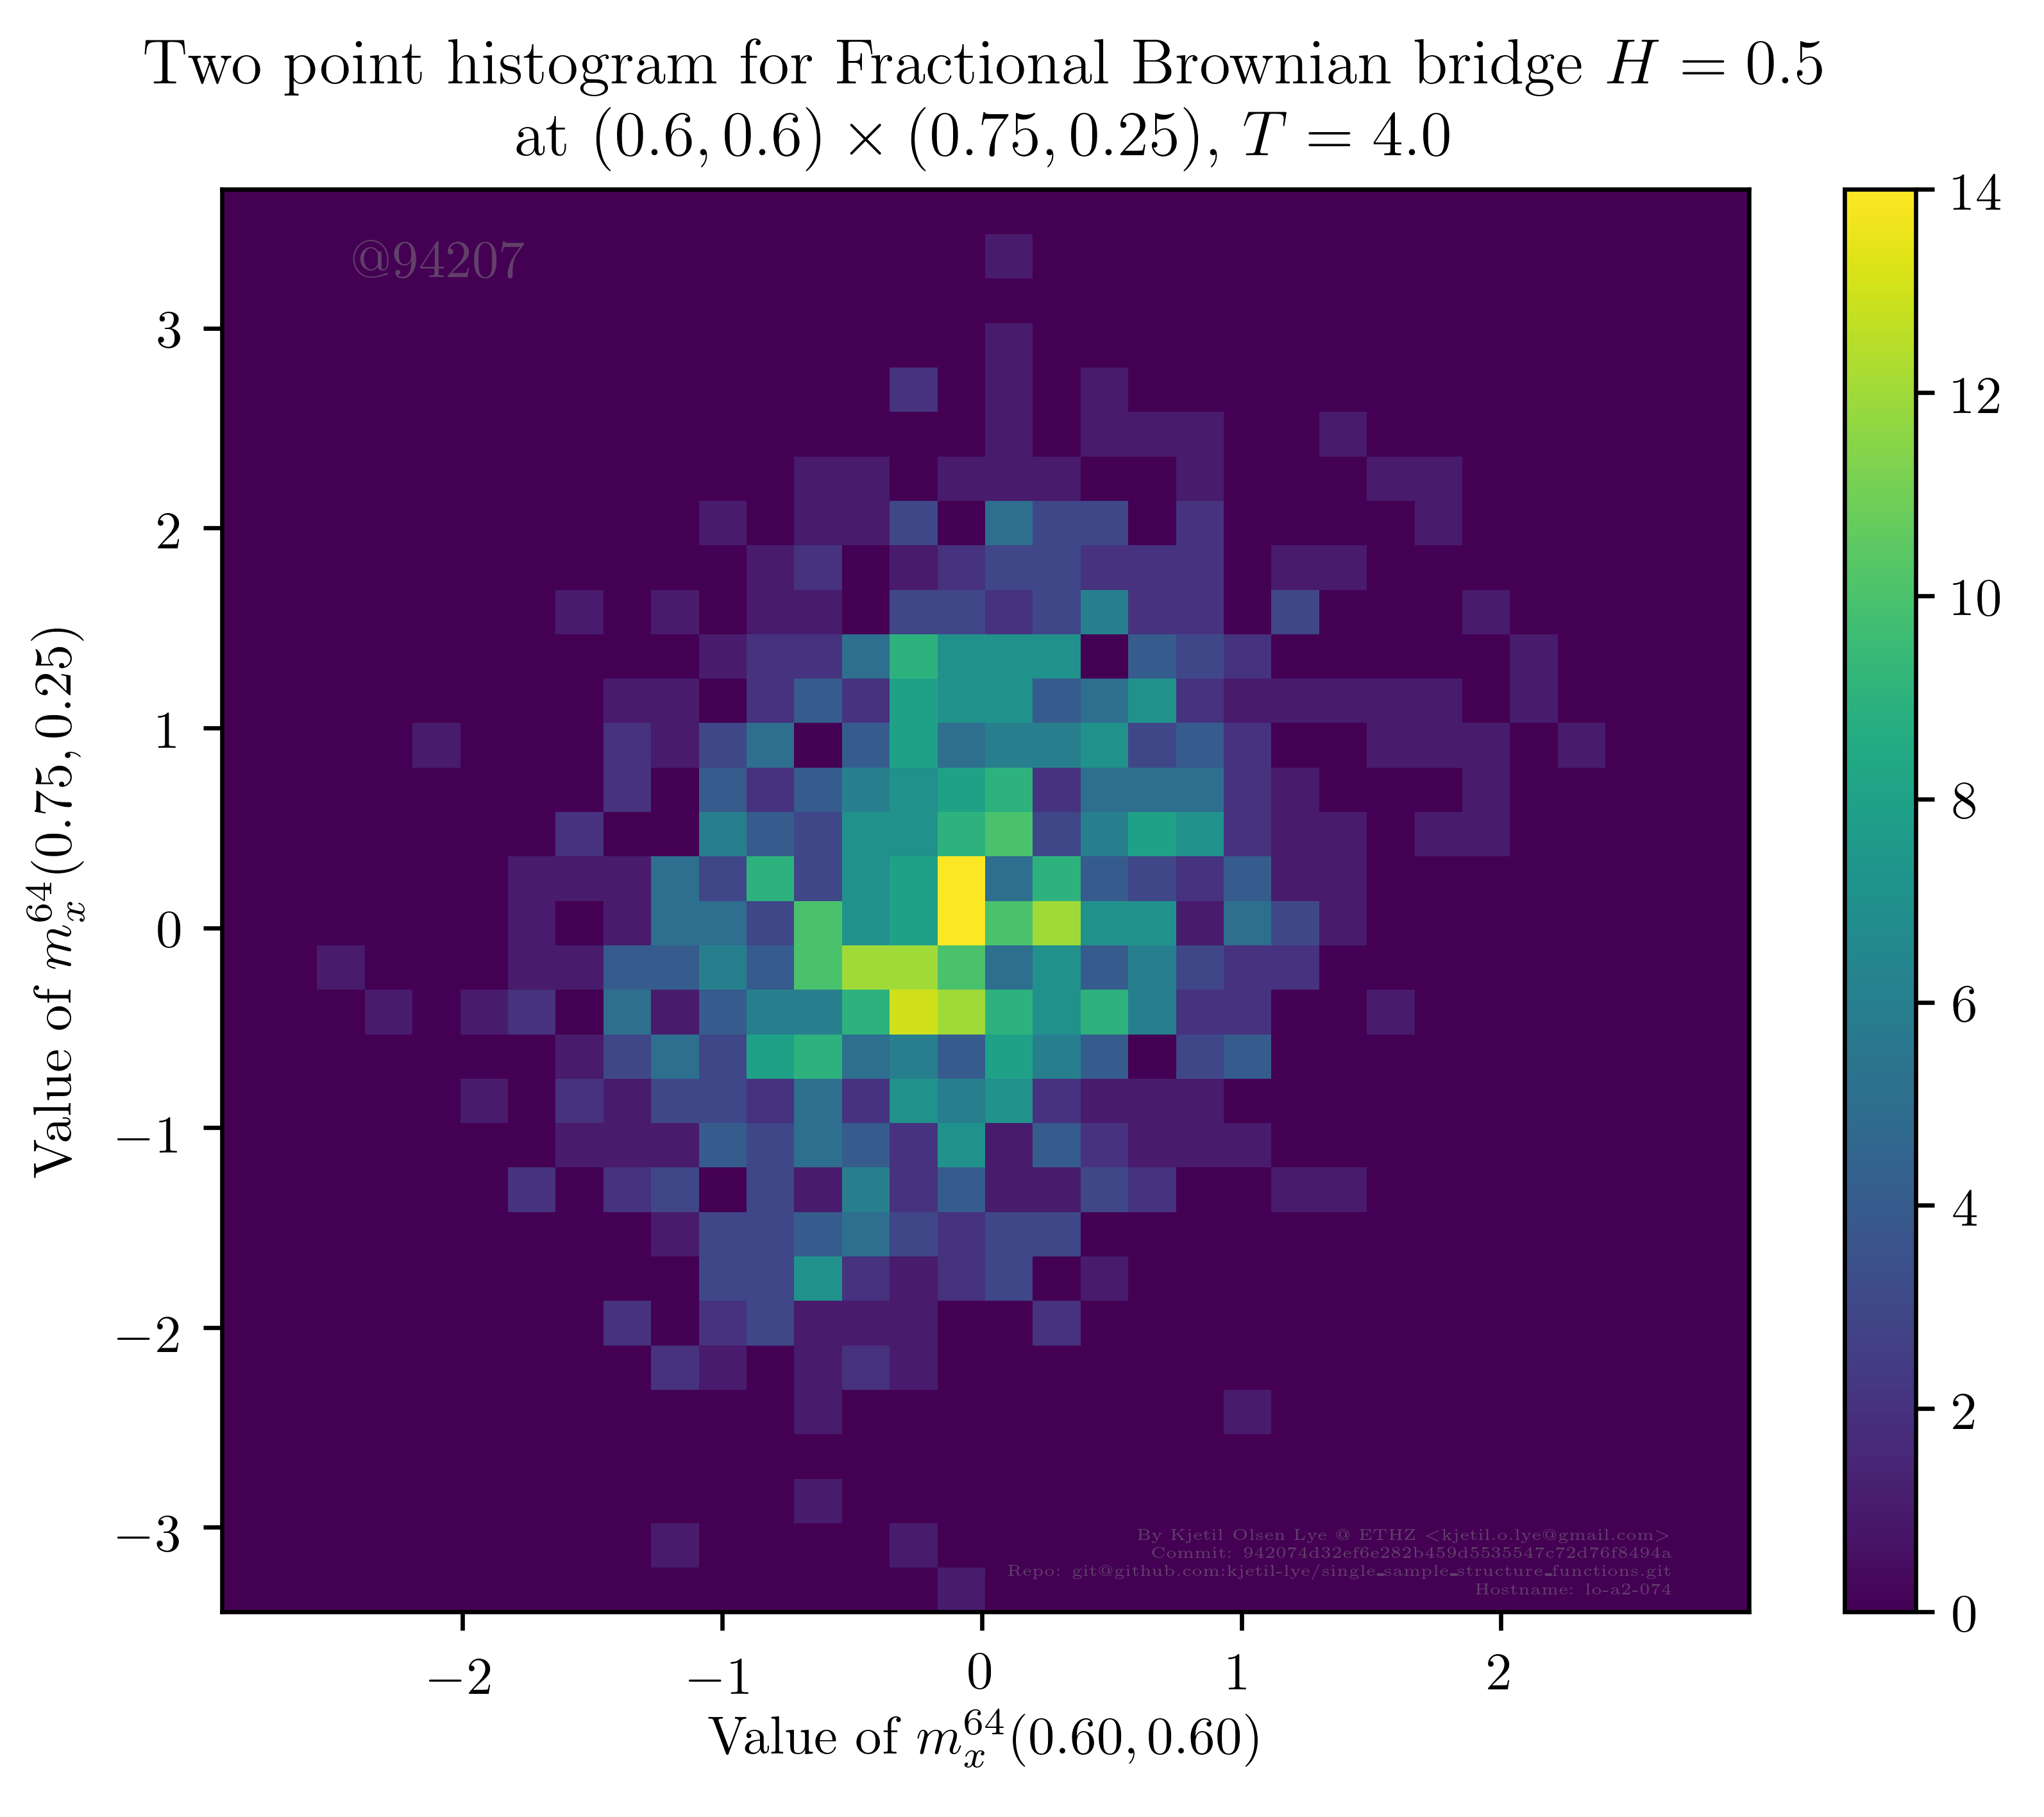 Two point histogram for Fractional Brownian bridge H = 0.5
at (0.6, 0.6) × (0.75, 0.25), T = 4.0
@94207
3
2
1
0
−1
−2
−3
Value of m_x^64(0.75, 0.25)
−2
−1
0
1
2
Value of m_x^64(0.60, 0.60)
14
12
10
8
6
4
2
0
By Kjetil Olsen Lye @ ETHZ <kjetil.o.lye@gmail.com>
Commit: 942074d32ef6e282b459d5535547c72d76f8494a
Repo: git@github.com:kjetil-lye/single_sample_structure_functions.git
Hostname: lo-a2-074